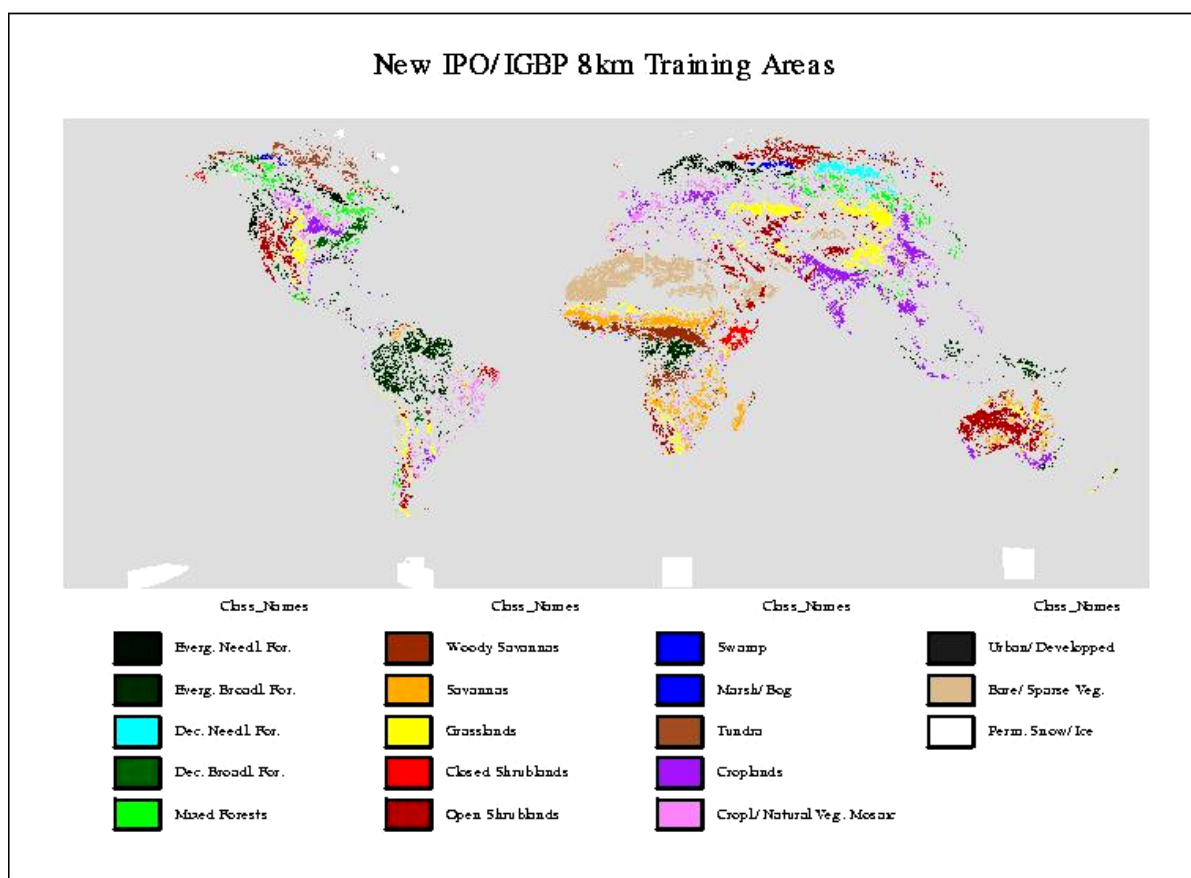 New IPO/IGBP 8km Training Areas
Class_Names Class_Names Class_Names Class_Names
Everg. Needl. For. Woody Savannas Swamp Urban/ Developped
Everg. Broadl. For. Savannas Marsh/ Bog Bare/ Sparse Veg.
Dec. Needl. For. Grasslands Tundra Perm. Snow/ Ice
Dec. Broadl. For. Closed Shrublands Croplands
Mixed Forests Open Shrublands Cropl/ Natural Veg. Mosaic